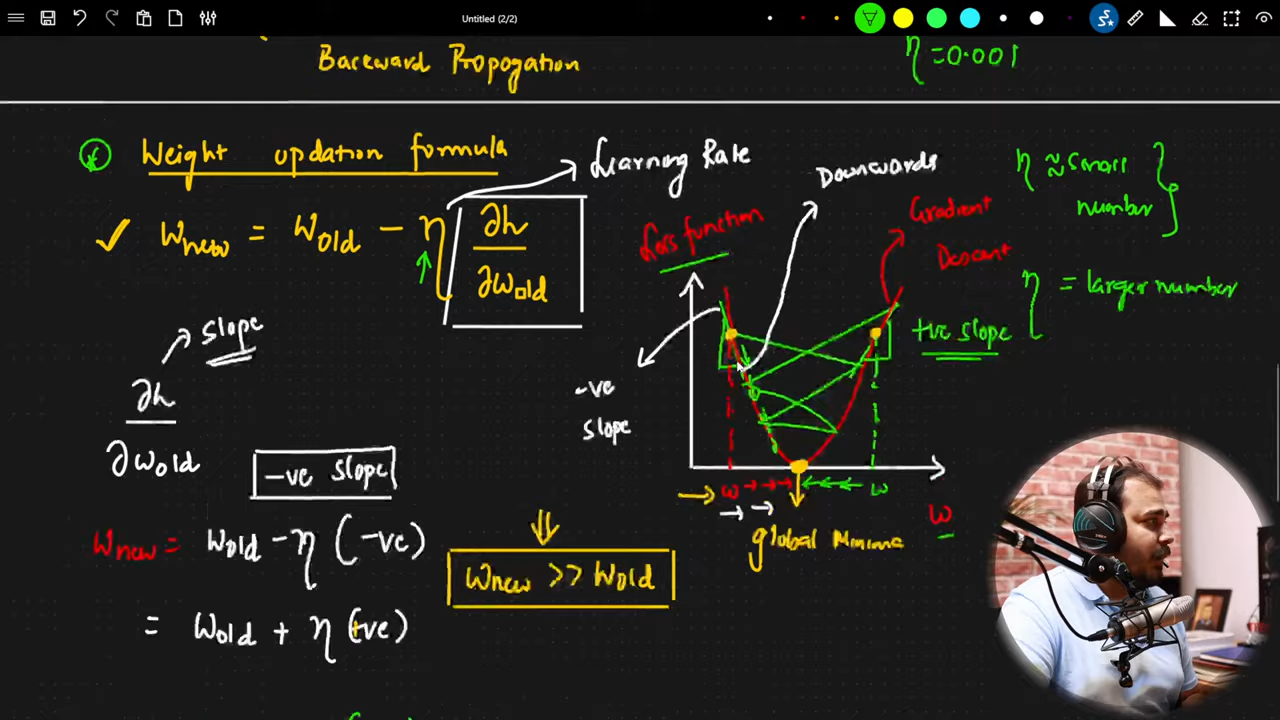 Untitled (2/2)
Backward Propogation
η = 0.001
Weight updation formula
Learning Rate
Downwards
η ≈ small number
Wnew = Wold - η ∂h/∂Wold
Loss function
Gradient Descent
η = larger number
slope
+ve slope
∂h/∂Wold
-ve slope
-ve slope
w → → →
← ← ← w
→ →
w
Global Minima
Wnew = Wold - η (-ve)
Wnew >> Wold
= Wold + η (+ve)